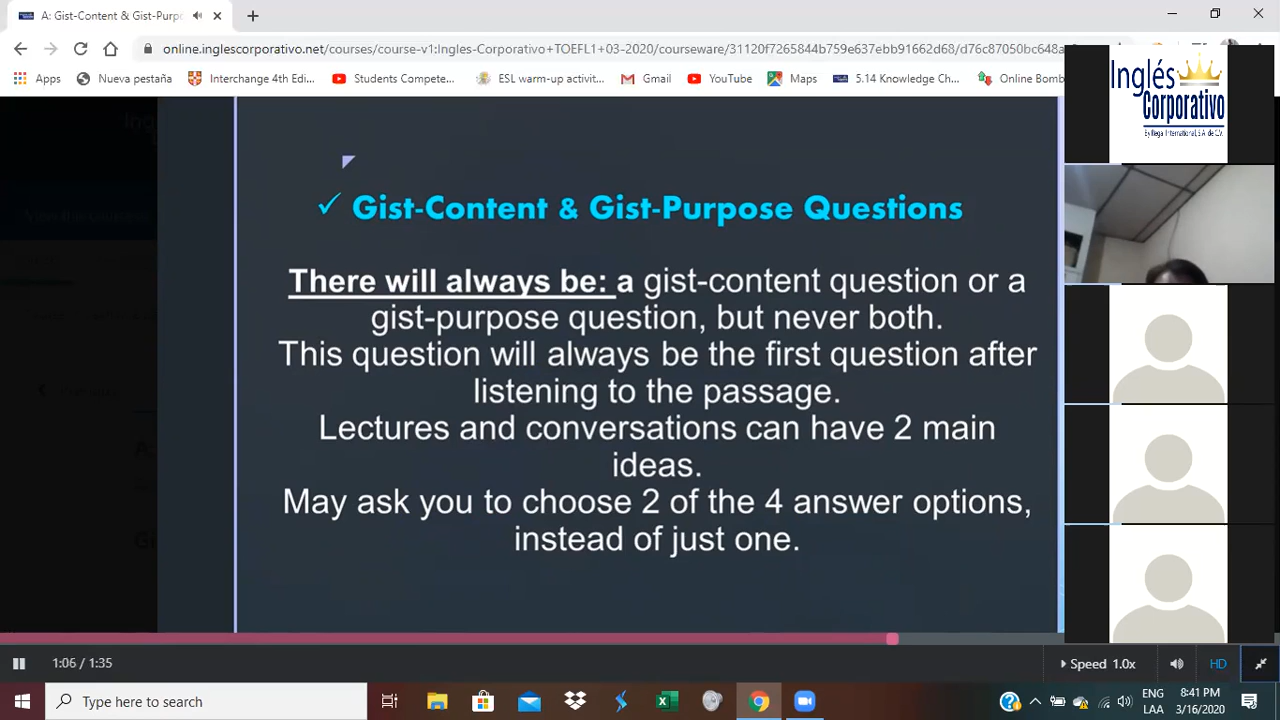 A: Gist-Content & Gist-Purp
online.inglescorporativo.net/courses/course-v1:Ingles-Corporativo+TOEFL1+03-2020/courseware/31120f7265844b759e637ebb91662d68/d76c87050bc648a
Apps Nueva pestaña Interchange 4th Edi... Students Compete... ESL warm-up activit... Gmail YouTube Maps 5.14 Knowledge Ch... Online Bomb
Inglés
Corporativo
By Rega International, S.A. de C.V.
✓ Gist-Content & Gist-Purpose Questions
There will always be: a gist-content question or a
gist-purpose question, but never both.
This question will always be the first question after
listening to the passage.
Lectures and conversations can have 2 main
ideas.
May ask you to choose 2 of the 4 answer options,
instead of just one.
1:06 / 1:35
Speed 1.0x
HD
Type here to search
ENG
LAA
8:41 PM
3/16/2020